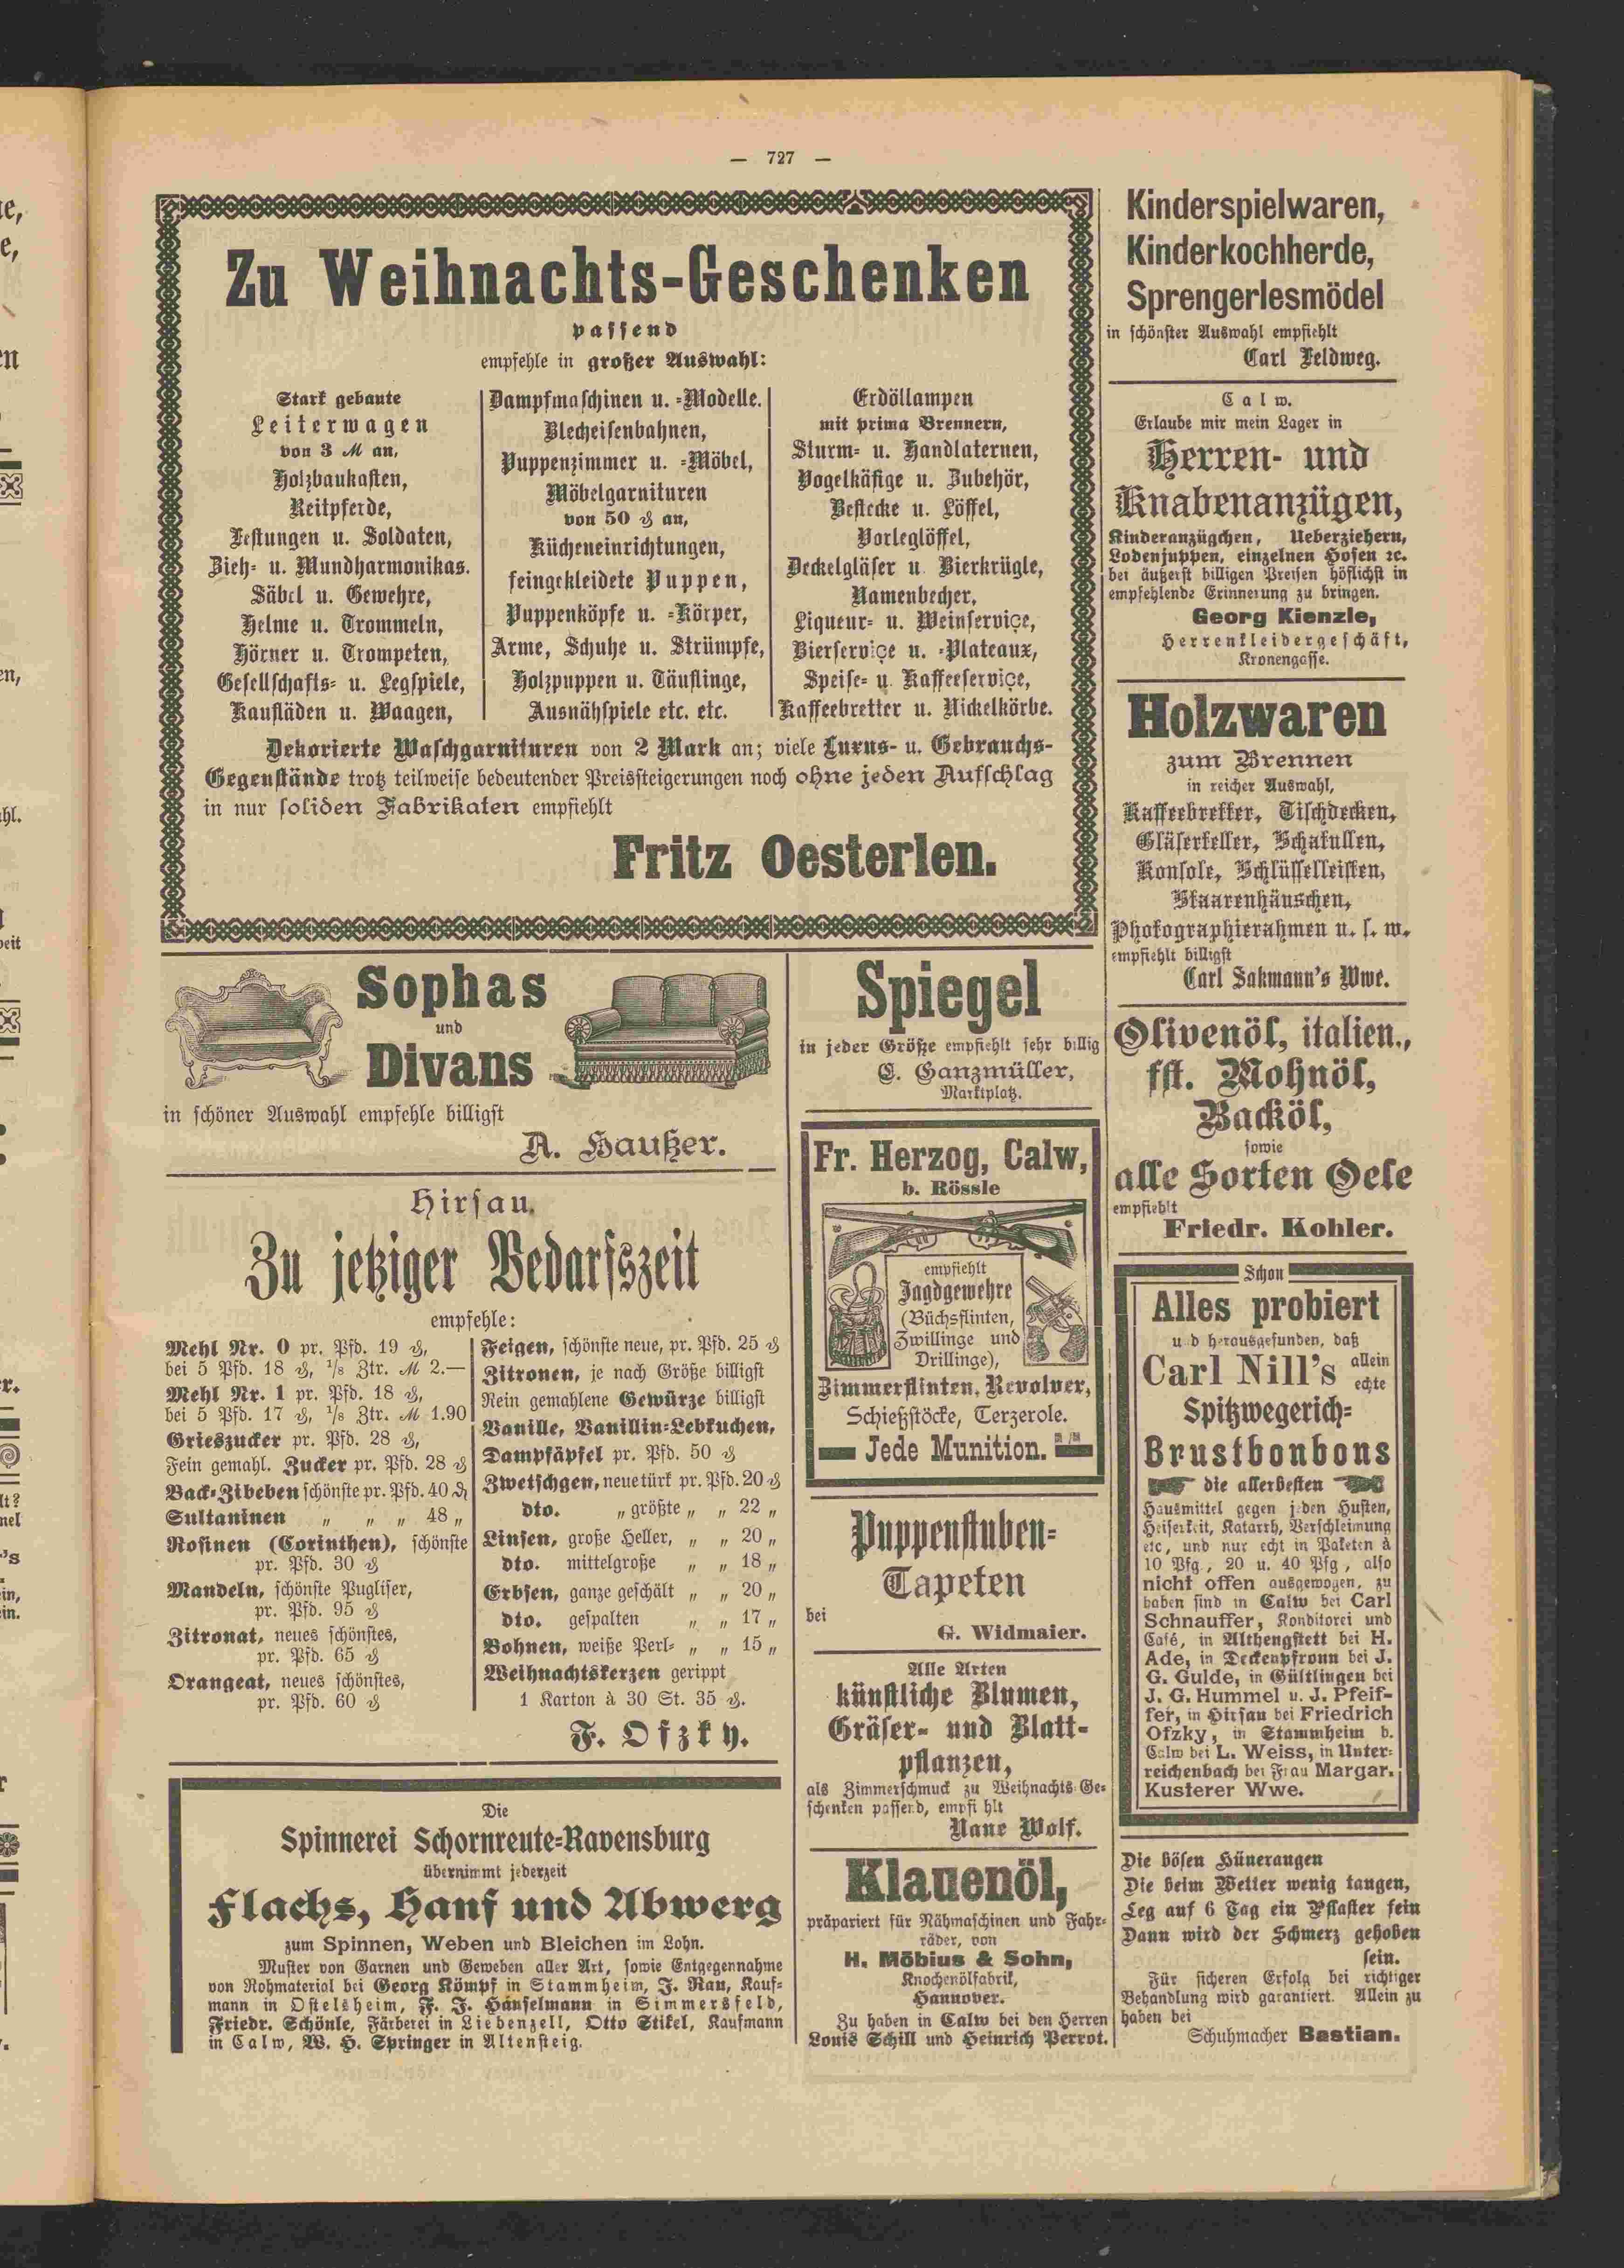 — 727 —
Zu Weihnachts-Geschenken
passend
empfehle in großer Auswahl:
Stark gebaute
Leiterwagen
von 3 M an,
Holzbaukasten,
Reitpferde,
Festungen u. Soldaten,
Zieh- u. Mundharmonikas.
Säbel u. Gewehre,
Helme u. Trommeln,
Hörner u. Trompeten,
Gesellschafts- u. Legspiele,
Kaufläden u. Waagen,
Dampfmaschinen u. -Modelle.
Blecheisenbahnen,
Puppenzimmer u. -Möbel,
Möbelgarnituren
von 50 ₰ an,
Kücheneinrichtungen,
feingekleidete Puppen,
Puppenköpfe u. -Körper,
Arme, Schuhe u. Strümpfe,
Holzpuppen u. Täuflinge,
Ausnähspiele etc. etc.
Erdöllampen
mit prima Brennern,
Sturm- u. Handlaternen,
Vogelkäfige u. Zubehör,
Bestecke u. Löffel,
Vorleglöffel,
Deckelgläser u. Bierkrügle,
Namenbecher,
Liqueur- u. Weinservice,
Bierservice u. -Plateaux,
Speise- u. Kaffeeservice,
Kaffeebretter u. Nickelkörbe.
Dekorierte Waschgarnituren von 2 Mark an; viele Luxus- u. Gebrauchs-
Gegenstände trotz teilweise bedeutender Preissteigerungen noch ohne jeden Aufschlag
in nur soliden Fabrikaten empfiehlt
Fritz Oesterlen.
Sophas
und
Divans
in schöner Auswahl empfehle billigst
A. Haußer.
Hirsau.
Zu jetziger Bedarfszeit
empfehle:
Mehl Nr. 0 pr. Pfd. 19 ₰,
bei 5 Pfd. 18 ₰, 1/8 Ztr. M 2.—
Mehl Nr. 1 pr. Pfd. 18 ₰,
bei 5 Pfd. 17 ₰, 1/8 Ztr. M 1.90
Grieszucker pr. Pfd. 28 ₰,
Fein gemahl. Zucker pr. Pfd. 28 ₰
Back-Zibeben schönste pr. Pfd. 40 ₰
Sultaninen „ „ „ 48 „
Rosinen (Corinthen), schönste
pr. Pfd. 30 ₰
Mandeln, schönste Pugliser,
pr. Pfd. 95 ₰
Zitronat, neues schönstes,
pr. Pfd. 65 ₰
Orangeat, neues schönstes,
pr. Pfd. 60 ₰
Feigen, schönste neue, pr. Pfd. 25 ₰
Zitronen, je nach Größe billigst
Rein gemahlene Gewürze billigst
Vanille, Vanillin-Lebkuchen,
Dampfäpfel pr. Pfd. 50 ₰
Zwetschgen, neue türk pr. Pfd. 20 ₰
dto. „ größte „ „ 22 „
Linsen, große Heller, „ „ 20 „
dto. mittelgroße „ „ 18 „
Erbsen, ganze geschält „ „ 20 „
dto. gespalten „ „ 17 „
Bohnen, weiße Perl- „ „ 15 „
Weihnachtskerzen gerippt
1 Karton à 30 St. 35 ₰.
F. Ofzky.
Die
Spinnerei Schornreute-Ravensburg
übernimmt jederzeit
Flachs, Hanf und Abwerg
zum Spinnen, Weben und Bleichen im Lohn.
Muster von Garnen und Geweben aller Art, sowie Entgegennahme
von Rohmaterial bei Georg Kömpf in Stammheim, J. Rau, Kauf-
mann in Ostelsheim, F. J. Hänselmann in Simmersfeld,
Friedr. Schönle, Färberei in Liebenzell, Otto Stikel, Kaufmann
in Calw, W. H. Springer in Altensteig.
Spiegel
in jeder Größe empfiehlt sehr billig
C. Ganzmüller,
Marktplatz.
Fr. Herzog, Calw,
b. Rössle
empfiehlt
Jagdgewehre
(Büchsflinten,
Zwillinge und
Drillinge),
Zimmerflinten, Revolver,
Schießstöcke, Terzerole.
Jede Munition.
Puppenstuben-
Tapeten
bei
G. Widmaier.
Alle Arten
künstliche Blumen,
Gräser- und Blatt-
pflanzen,
als Zimmerschmuck zu Weihnachts-Ge-
schenken passend, empfi hlt
Nane Wolf.
Klauenöl,
präpariert für Nähmaschinen und Fahr-
räder, von
H. Möbius & Sohn,
Knochenölfabrik,
Hannover.
Zu haben in Calw bei den Herren
Louis Schill und Heinrich Perrot.
Kinderspielwaren,
Kinderkochherde,
Sprengerlesmödel
in schönster Auswahl empfiehlt
Carl Feldweg.
Calw.
Erlaube mir mein Lager in
Herren- und
Knabenanzügen,
Kinderanzügchen, Ueberziehern,
Lodenjuppen, einzelnen Hosen ꝛc.
bei äußerst billigen Preisen höflichst in
empfehlende Erinnerung zu bringen.
Georg Kienzle,
Herrenkleidergeschäft,
Kronengasse.
Holzwaren
zum Brennen
in reicher Auswahl,
Kaffeebretter, Tischdecken,
Gläserteller, Schatullen,
Konsole, Schlüsselleisten,
Staarenhäuschen,
Photographierahmen u. s. w.
empfiehlt billigst
Carl Sakmann's Wwe.
Olivenöl, italien.,
fst. Mohnöl,
Backöl,
sowie
alle Sorten Oele
empfiehlt
Friedr. Kohler.
Schon
Alles probiert
u d herausgefunden, daß
Carl Nill's allein
echte
Spitzwegerich-
Brustbonbons
die allerbesten
Hausmittel gegen jeden Husten,
Heiserkeit, Katarrh, Verschleimung
etc, und nur echt in Paketen à
10 Pfg., 20 u. 40 Pfg, also
nicht offen ausgewogen, zu
haben sind in Calw bei Carl
Schnauffer, Konditorei und
Café, in Althengstett bei H.
Ade, in Deckenpfronn bei J.
G. Gulde, in Gültlingen bei
J. G. Hummel u. J. Pfeif-
fer, in Hirsau bei Friedrich
Ofzky, in Stammheim b.
Calw bei L. Weiss, in Unter-
reichenbach bei Frau Margar.
Kusterer Wwe.
Die bösen Hüneraugen
Die beim Wetter wenig taugen,
Leg auf 6 Tag ein Pflaster fein
Dann wird der Schmerz gehoben
sein.
Für sicheren Erfolg bei richtiger
Behandlung wird garantiert. Allein zu
haben bei
Schuhmacher Bastian.